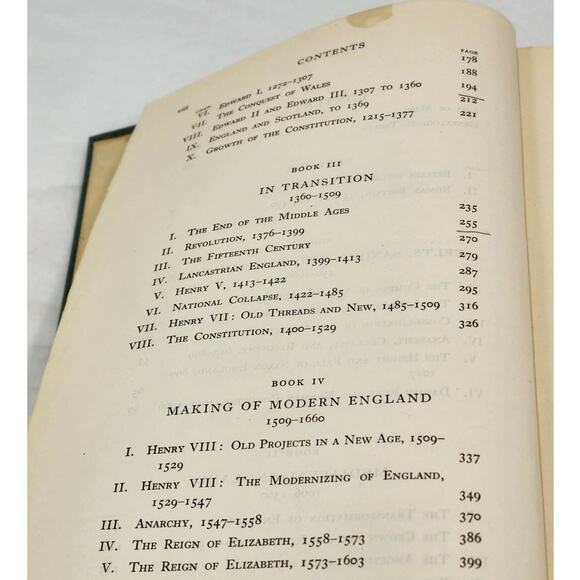 viii CONTENTS
CHAP. PAGE
VI. Edward I, 1272–1307 178
VII. The Conquest of Wales 188
VIII. Edward II and Edward III, 1307 to 1360 194
IX. England and Scotland, to 1369 212
X. Growth of the Constitution, 1215–1377 221
BOOK III
IN TRANSITION
1360–1509
I. The End of the Middle Ages 235
II. Revolution, 1376–1399 255
III. The Fifteenth Century 270
IV. Lancastrian England, 1399–1413 279
V. Henry V, 1413–1422 287
VI. National Collapse, 1422–1485 295
VII. Henry VII: Old Threads and New, 1485–1509 316
VIII. The Constitution, 1400–1529 326
BOOK IV
MAKING OF MODERN ENGLAND
1509–1660
I. Henry VIII: Old Projects in a New Age, 1509–
1529 337
II. Henry VIII: The Modernizing of England,
1529–1547 349
III. Anarchy, 1547–1558 370
IV. The Reign of Elizabeth, 1558–1573 386
V. The Reign of Elizabeth, 1573–1603 399